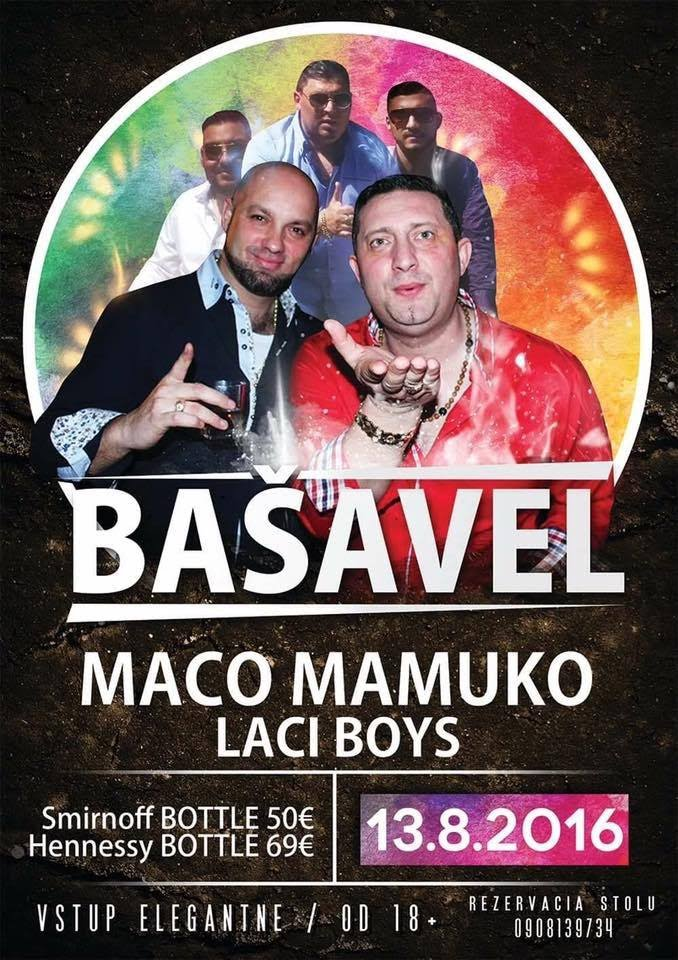 BAŠAVEL
MACO MAMUKO
LACI BOYS
Smirnoff BOTTLE 50€
Hennessy BOTTLE 69€
13.8.2016
VSTUP ELEGANTNE / OD 18+
REZERVACIA STOLU
0908139734